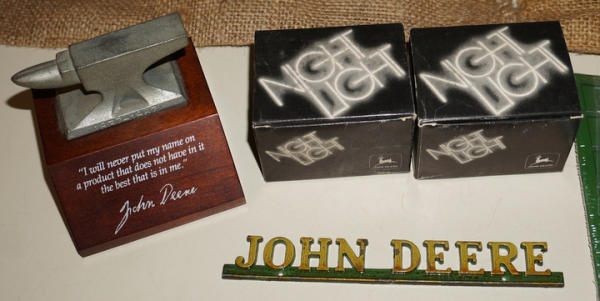 "I will never put my name on
a product that does not have in it
the best that is in me."
John Deere
NIGHT
LIGHT
NIGHT
LIGHT
NIGHT
LIGHT
NIGHT
LIGHT
JOHN DEERE